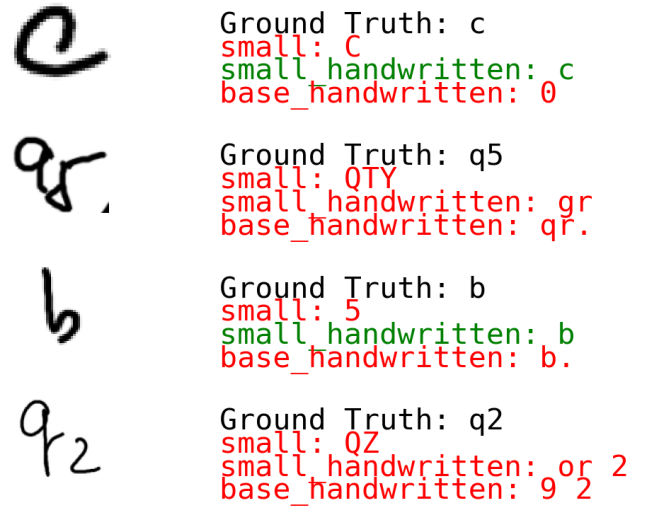 c
Ground Truth: c
small: C
small_handwritten: c
base_handwritten: 0
q5
Ground Truth: q5
small: QTY
small_handwritten: gr
base_handwritten: qr.
b
Ground Truth: b
small: 5
small_handwritten: b
base_handwritten: b.
q2
Ground Truth: q2
small: QZ
small_handwritten: or 2
base_handwritten: 9 2